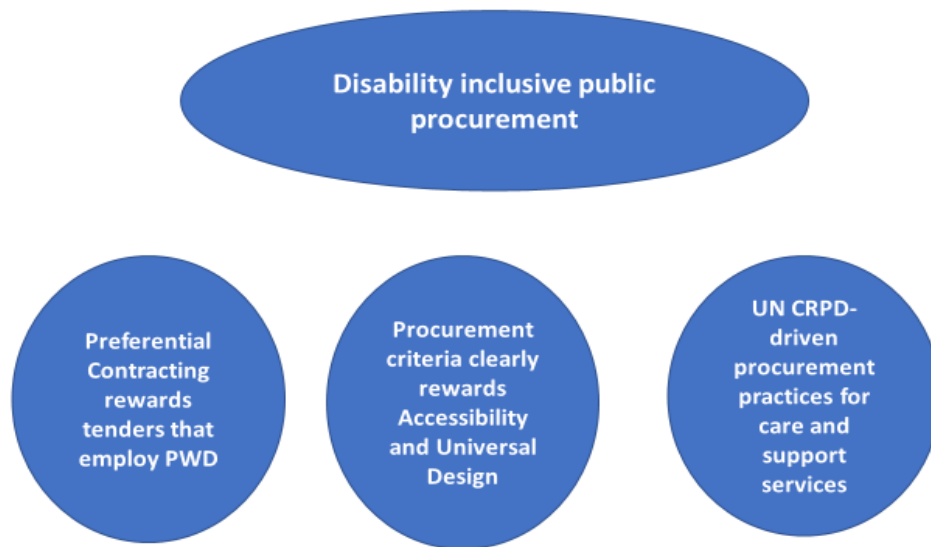 Disability inclusive public
procurement
Preferential
Contracting
rewards
tenders that
employ PWD
Procurement
criteria clearly
rewards
Accessibility
and Universal
Design
UN CRPD-
driven
procurement
practices for
care and
support
services